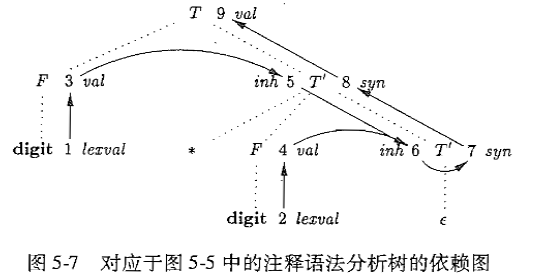 T 9 val
F 3 val inh 5 T′ 8 syn
digit 1 lexval * F 4 val inh 6 T′ 7 syn
digit 2 lexval ϵ
图 5-7 对应于图 5-5 中的注释语法分析树的依赖图